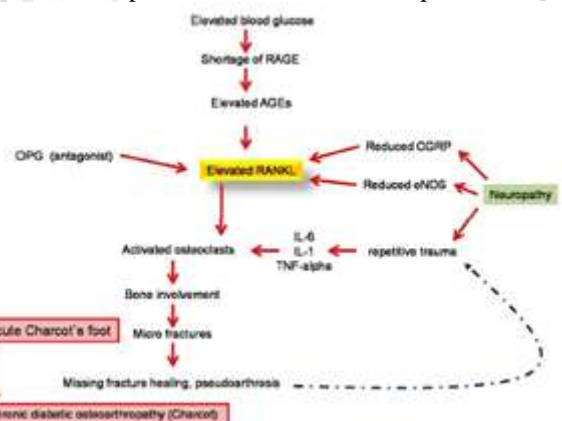 Elevated blood glucose
Shortage of RAGE
Elevated AGEs
OPG (antagonist)
Elevated RANKL
Reduced CGRP
Reduced eNOS
Neuropathy
Activated osteoclasts
IL-6
IL-1
TNF-alpha
repetitive trauma
Bone involvement
cute Charcot's foot
Micro fractures
Missing fracture healing, pseudoarthrosis
ronic diabetic osteoarthropathy (Charcot)